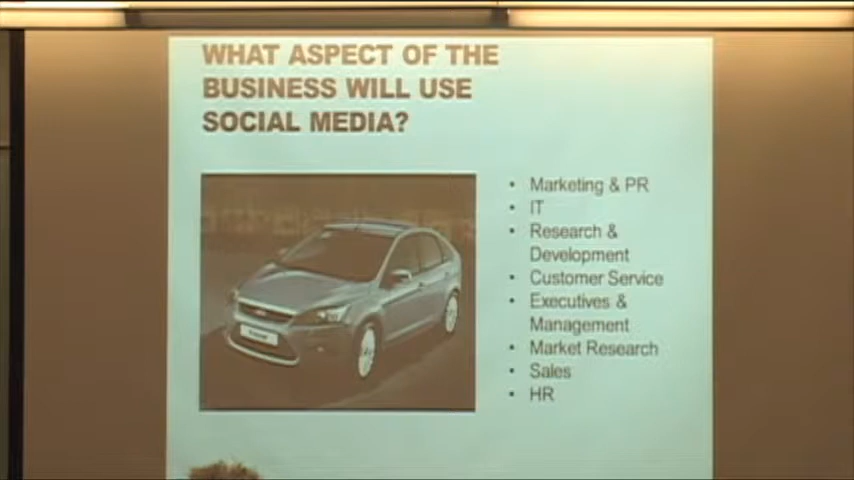 WHAT ASPECT OF THE
BUSINESS WILL USE
SOCIAL MEDIA?
• Marketing & PR
• IT
• Research &
Development
• Customer Service
• Executives &
Management
• Market Research
• Sales
• HR